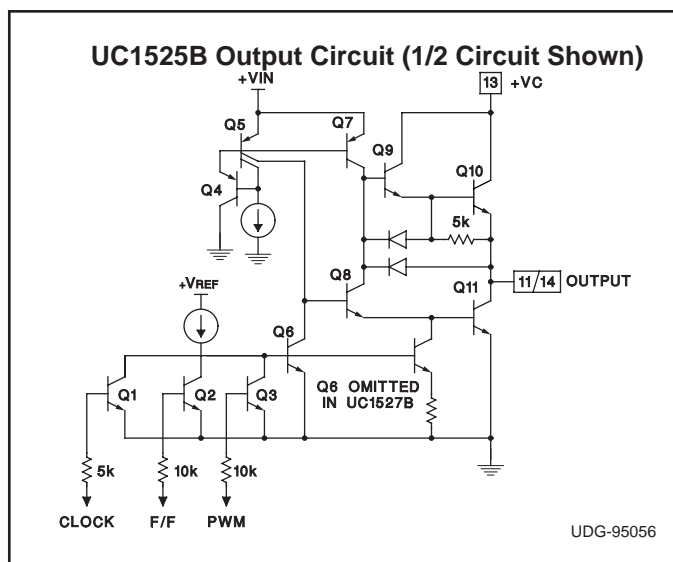 UC1525B Output Circuit (1/2 Circuit Shown)
+VIN
13 +VC
Q5
Q7
Q9
Q10
Q4
5k
+VREF
Q8
11/14 OUTPUT
Q11
Q6
Q1
Q2
Q3
Q6 OMITTED
IN UC1527B
5k
10k
10k
CLOCK
F/F
PWM
UDG-95056